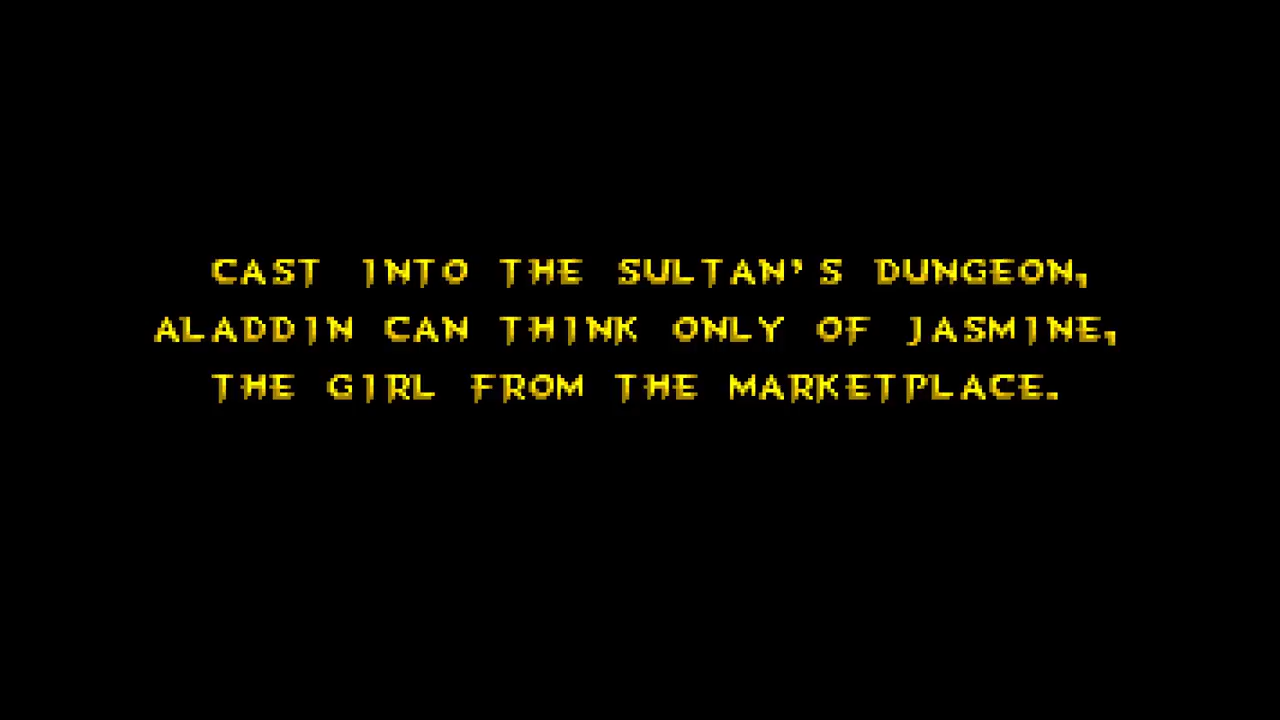 CAST INTO THE SULTAN'S DUNGEON,
ALADDIN CAN THINK ONLY OF JASMINE,
THE GIRL FROM THE MARKETPLACE.